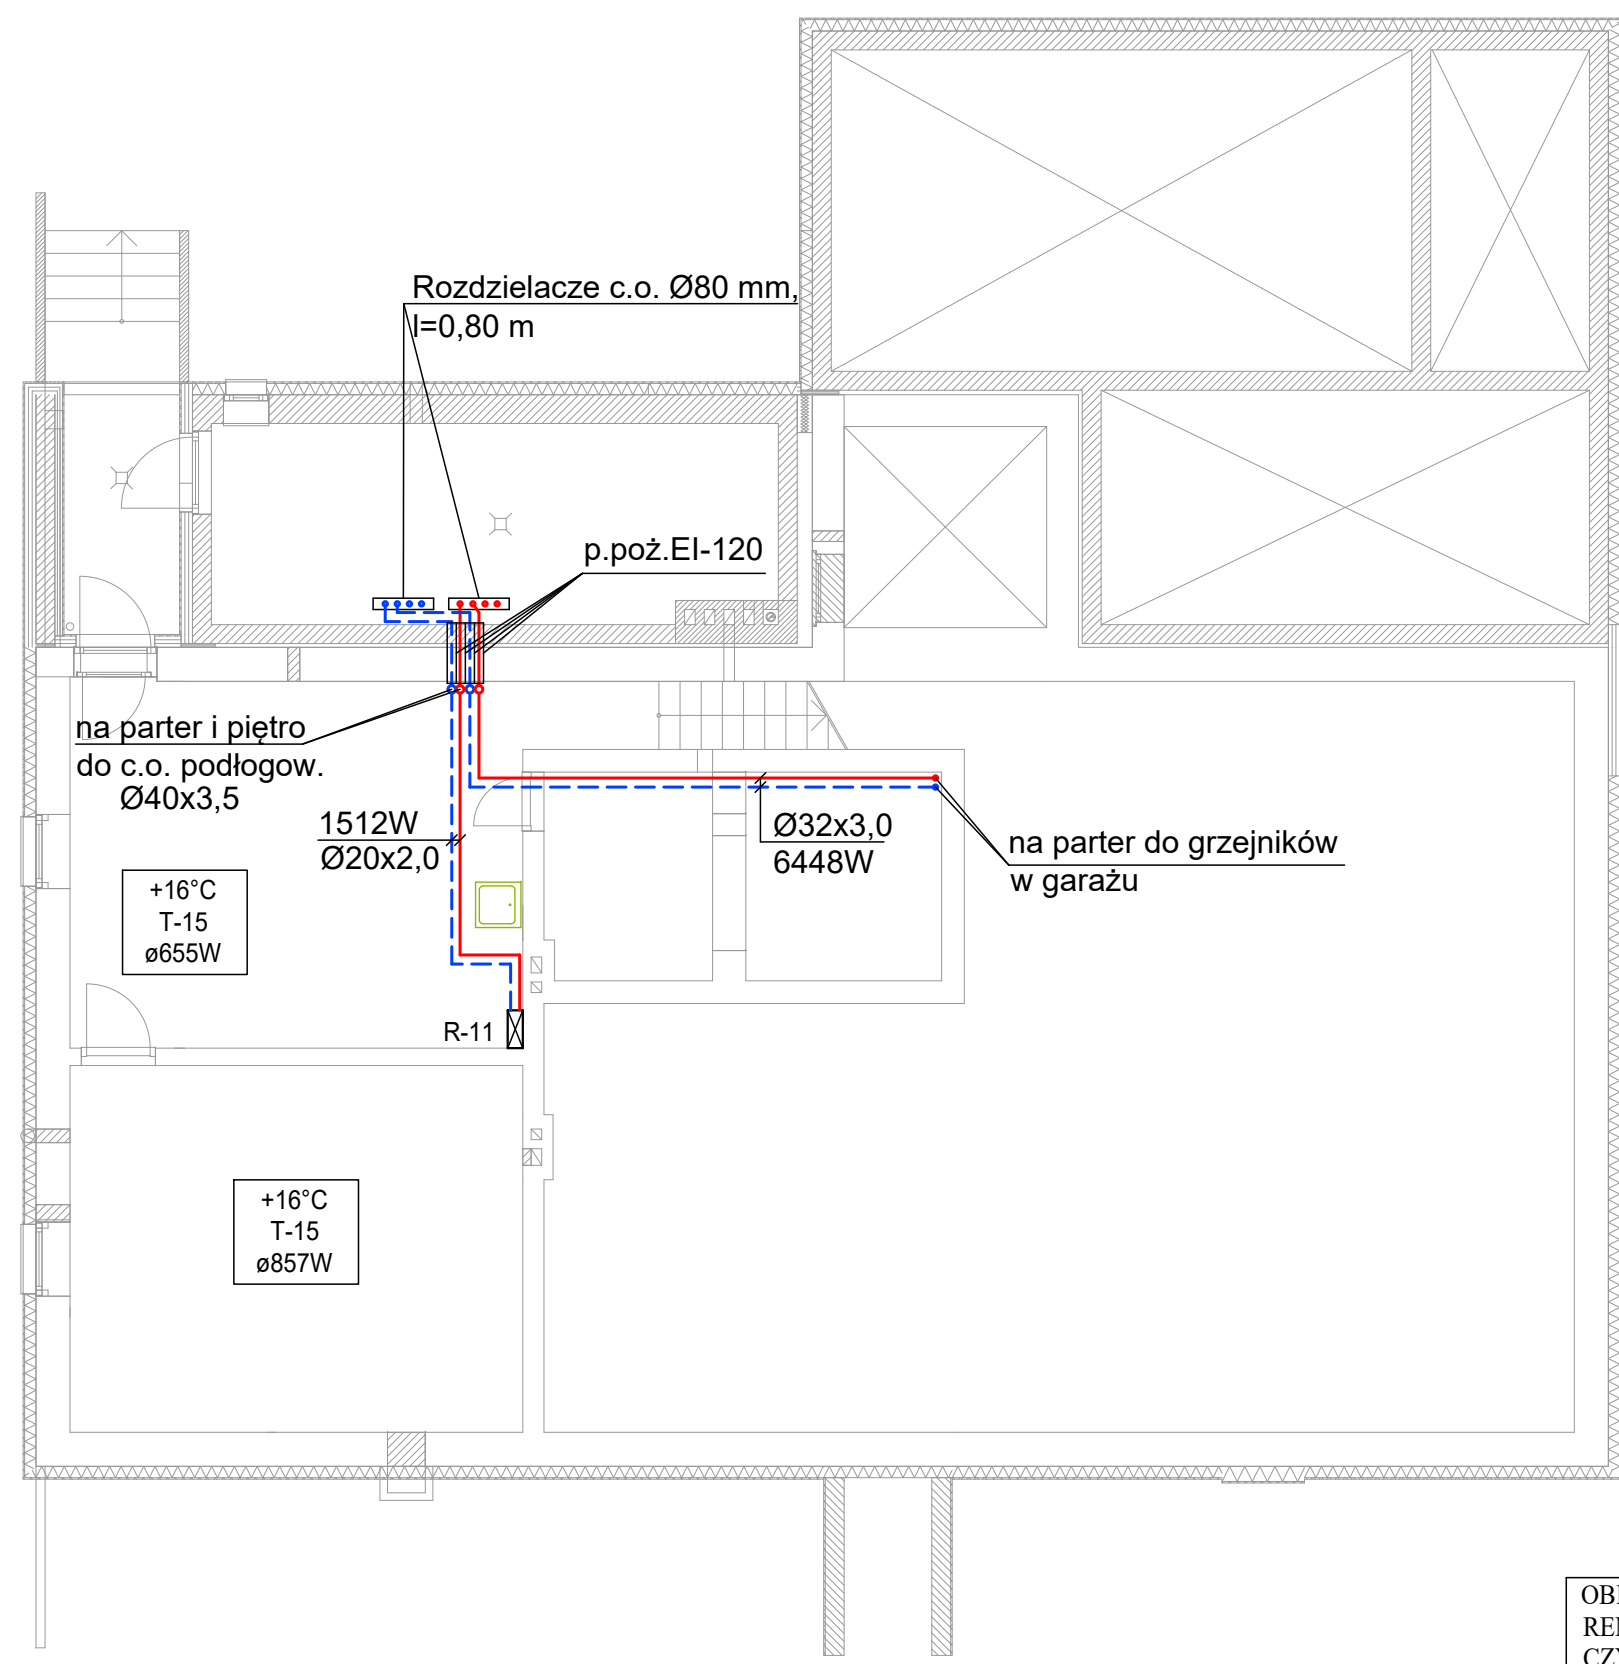 Rozdzielacze c.o. Ø80 mm,
l=0,80 m
p.poż.EI-120
na parter i piętro
do c.o. podłogow.
Ø40x3,5
1512W
Ø20x2,0
Ø32x3,0
6448W
na parter do grzejników
w garażu
+16°C
T-15
ø655W
R-11
+16°C
T-15
ø857W